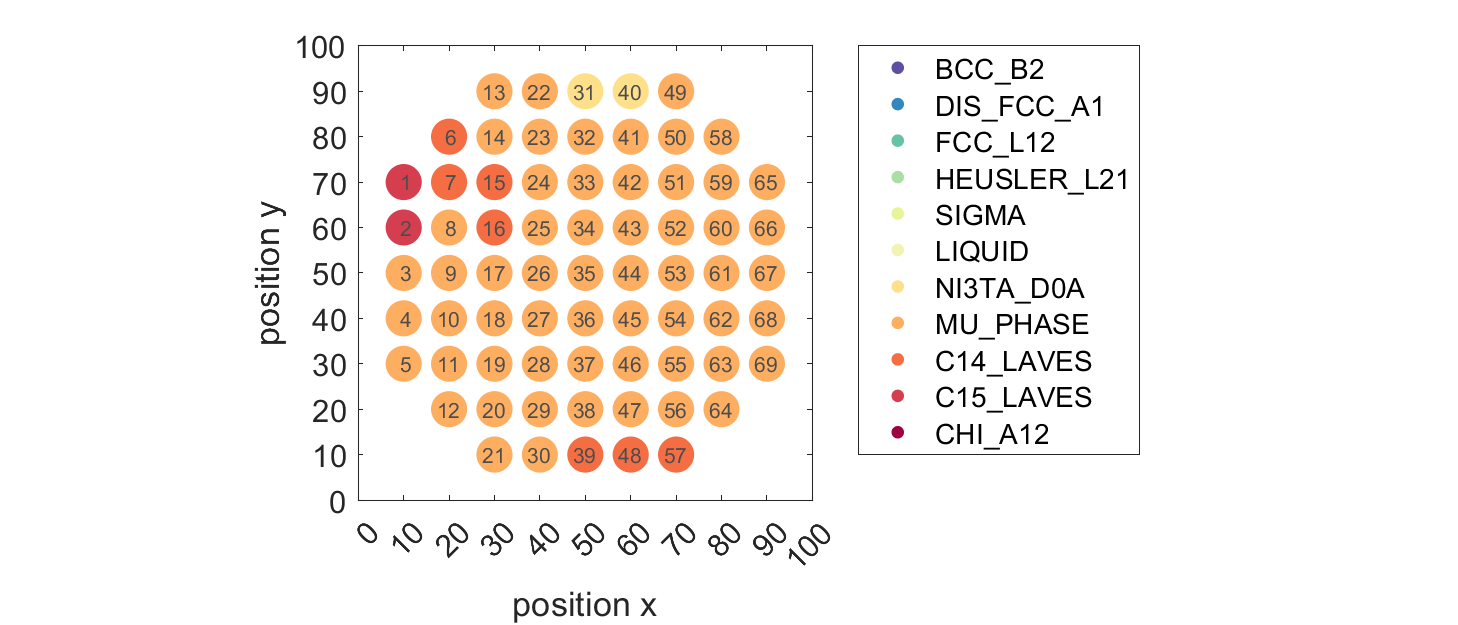 100
90
80
70
60
50
40
30
20
10
0
position y
13 22 31 40 49
6 14 23 32 41 50 58
1 7 15 24 33 42 51 59 65
2 8 16 25 34 43 52 60 66
3 9 17 26 35 44 53 61 67
4 10 18 27 36 45 54 62 68
5 11 19 28 37 46 55 63 69
12 20 29 38 47 56 64
21 30 39 48 57
0 10 20 30 40 50 60 70 80 90 100
position x
BCC_B2
DIS_FCC_A1
FCC_L12
HEUSLER_L21
SIGMA
LIQUID
NI3TA_D0A
MU_PHASE
C14_LAVES
C15_LAVES
CHI_A12